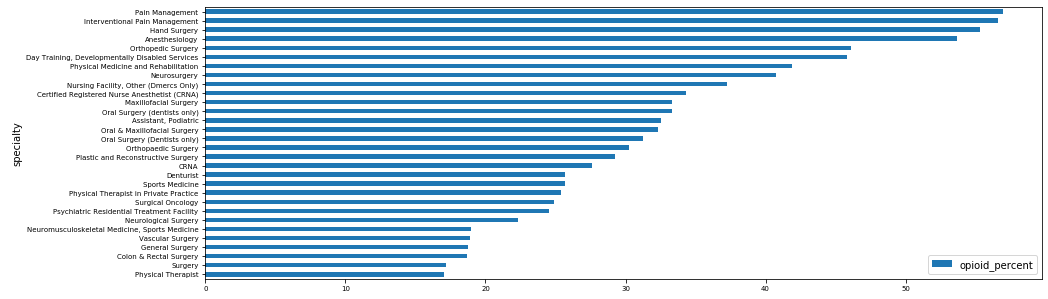 Pain Management
Interventional Pain Management
Hand Surgery
Anesthesiology
Orthopedic Surgery
Day Training, Developmentally Disabled Services
Physical Medicine and Rehabilitation
Neurosurgery
Nursing Facility, Other (Dmercs Only)
Certified Registered Nurse Anesthetist (CRNA)
Maxillofacial Surgery
Oral Surgery (dentists only)
Assistant, Podiatric
Oral & Maxillofacial Surgery
Oral Surgery (Dentists only)
Orthopaedic Surgery
Plastic and Reconstructive Surgery
CRNA
Denturist
Sports Medicine
Physical Therapist in Private Practice
Surgical Oncology
Psychiatric Residential Treatment Facility
Neurological Surgery
Neuromusculoskeletal Medicine, Sports Medicine
Vascular Surgery
General Surgery
Colon & Rectal Surgery
Surgery
Physical Therapist
specialty
opioid_percent
0 10 20 30 40 50